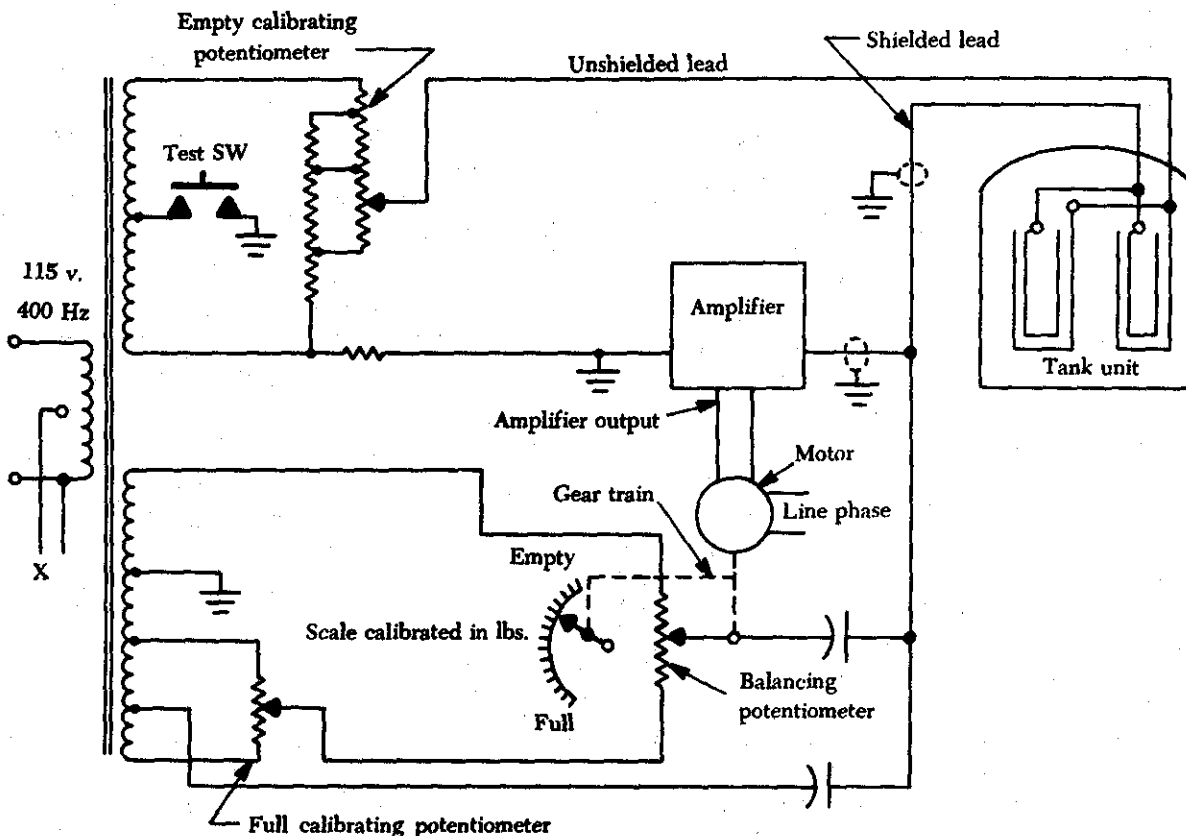 Empty calibrating
potentiometer
Shielded lead
Unshielded lead
Test SW
115 v.
400 Hz
Amplifier
Tank unit
Amplifier output
Motor
Gear train
Line phase
X
Empty
Scale calibrated in lbs.
Balancing
potentiometer
Full
Full calibrating potentiometer